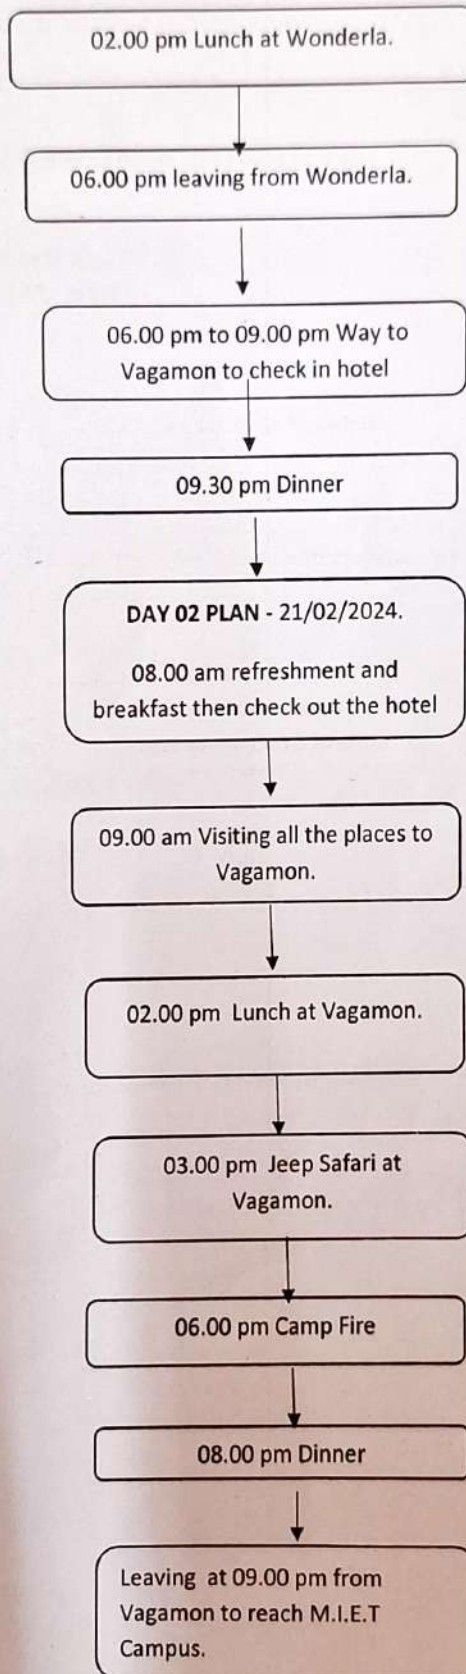 02.00 pm Lunch at Wonderla.
06.00 pm leaving from Wonderla.
06.00 pm to 09.00 pm Way to
Vagamon to check in hotel
09.30 pm Dinner
DAY 02 PLAN - 21/02/2024.
08.00 am refreshment and
breakfast then check out the hotel
09.00 am Visiting all the places to
Vagamon.
02.00 pm Lunch at Vagamon.
03.00 pm Jeep Safari at
Vagamon.
06.00 pm Camp Fire
08.00 pm Dinner
Leaving at 09.00 pm from
Vagamon to reach M.I.E.T
Campus.